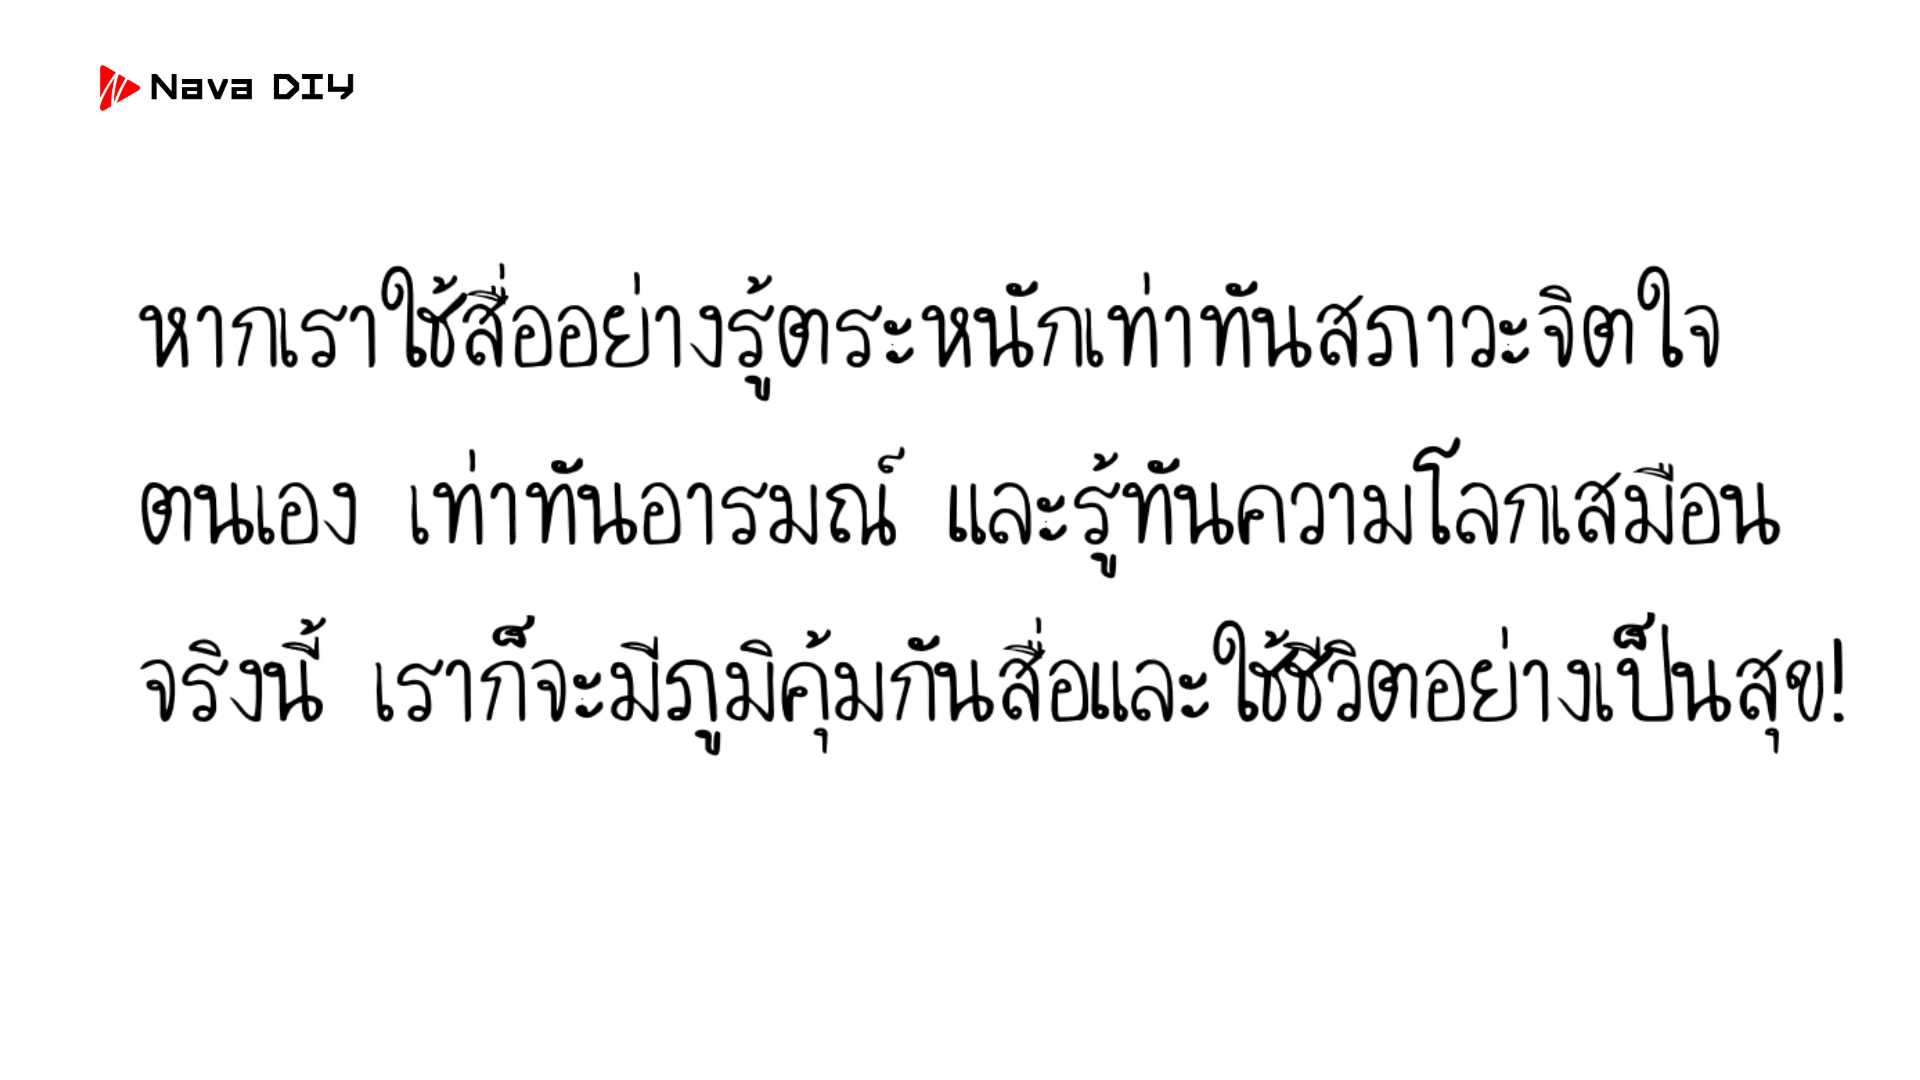 Nava DIY
หากเราใช้สื่ออย่างรู้ตระหนักเท่าทันสภาวะจิตใจ
ตนเอง เท่าทันอารมณ์ และรู้ทันความโลกเสมือน
จริงนี้ เราก็จะมีภูมิคุ้มกันสื่อและใช้ชีวิตอย่างเป็นสุข!